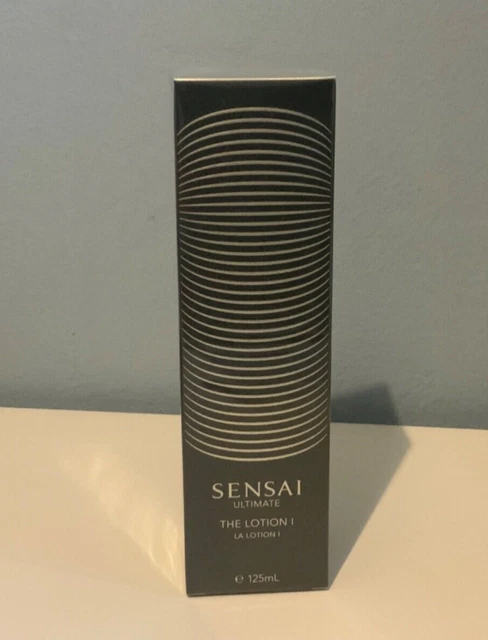 SENSAI
ULTIMATE
THE LOTION I
LA LOTION I
℮ 125mL